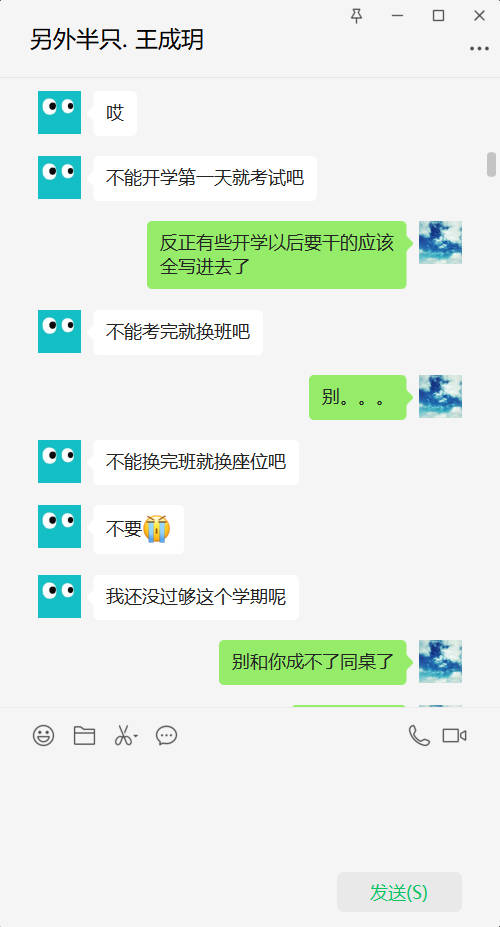 另外半只. 王成玥
哎
不能开学第一天就考试吧
反正有些开学以后要干的应该
全写进去了
不能考完就换班吧
别。。。
不能换完班就换座位吧
不要😭
我还没过够这个学期呢
别和你成不了同桌了
发送(S)